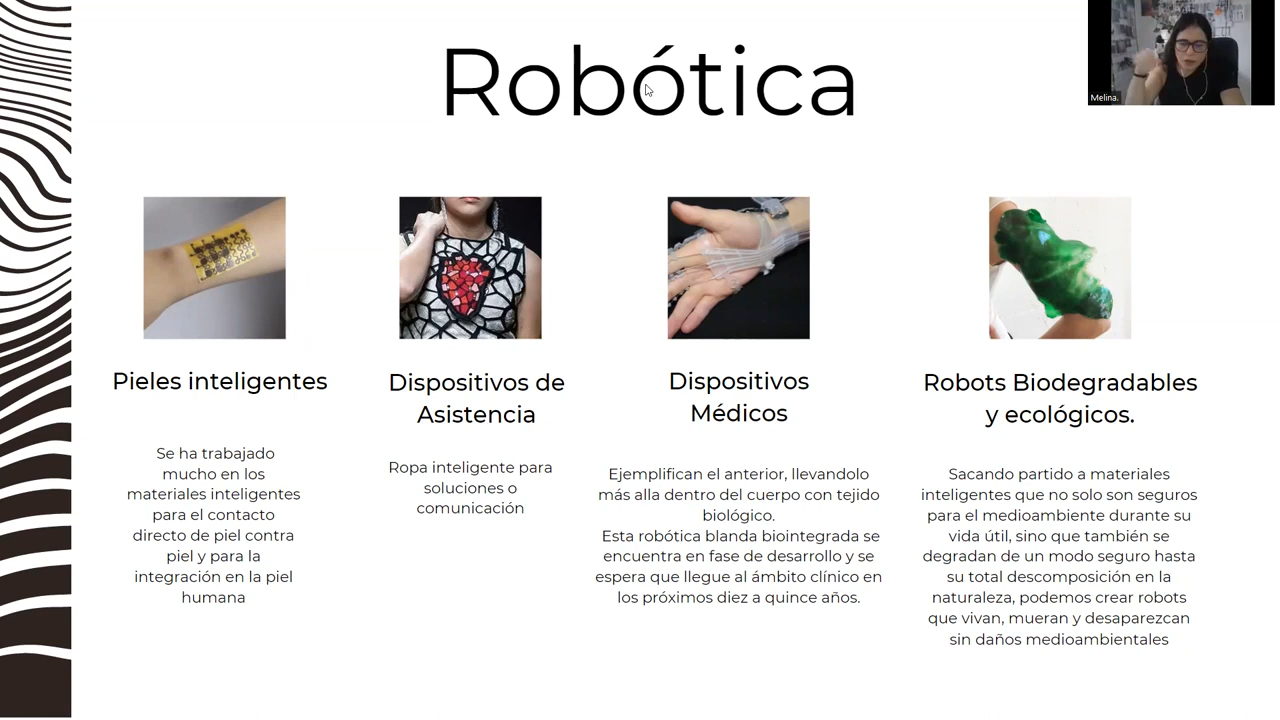 Robótica
Melina.
Pieles inteligentes
Se ha trabajado
mucho en los
materiales inteligentes
para el contacto
directo de piel contra
piel y para la
integración en la piel
humana
Dispositivos de
Asistencia
Ropa inteligente para
soluciones o
comunicación
Dispositivos
Médicos
Ejemplifican el anterior, llevandolo
más alla dentro del cuerpo con tejido
biológico.
Esta robótica blanda biointegrada se
encuentra en fase de desarrollo y se
espera que llegue al ámbito clínico en
los próximos diez a quince años.
Robots Biodegradables
y ecológicos.
Sacando partido a materiales
inteligentes que no solo son seguros
para el medioambiente durante su
vida útil, sino que también se
degradan de un modo seguro hasta
su total descomposición en la
naturaleza, podemos crear robots
que vivan, mueran y desaparezcan
sin daños medioambientales